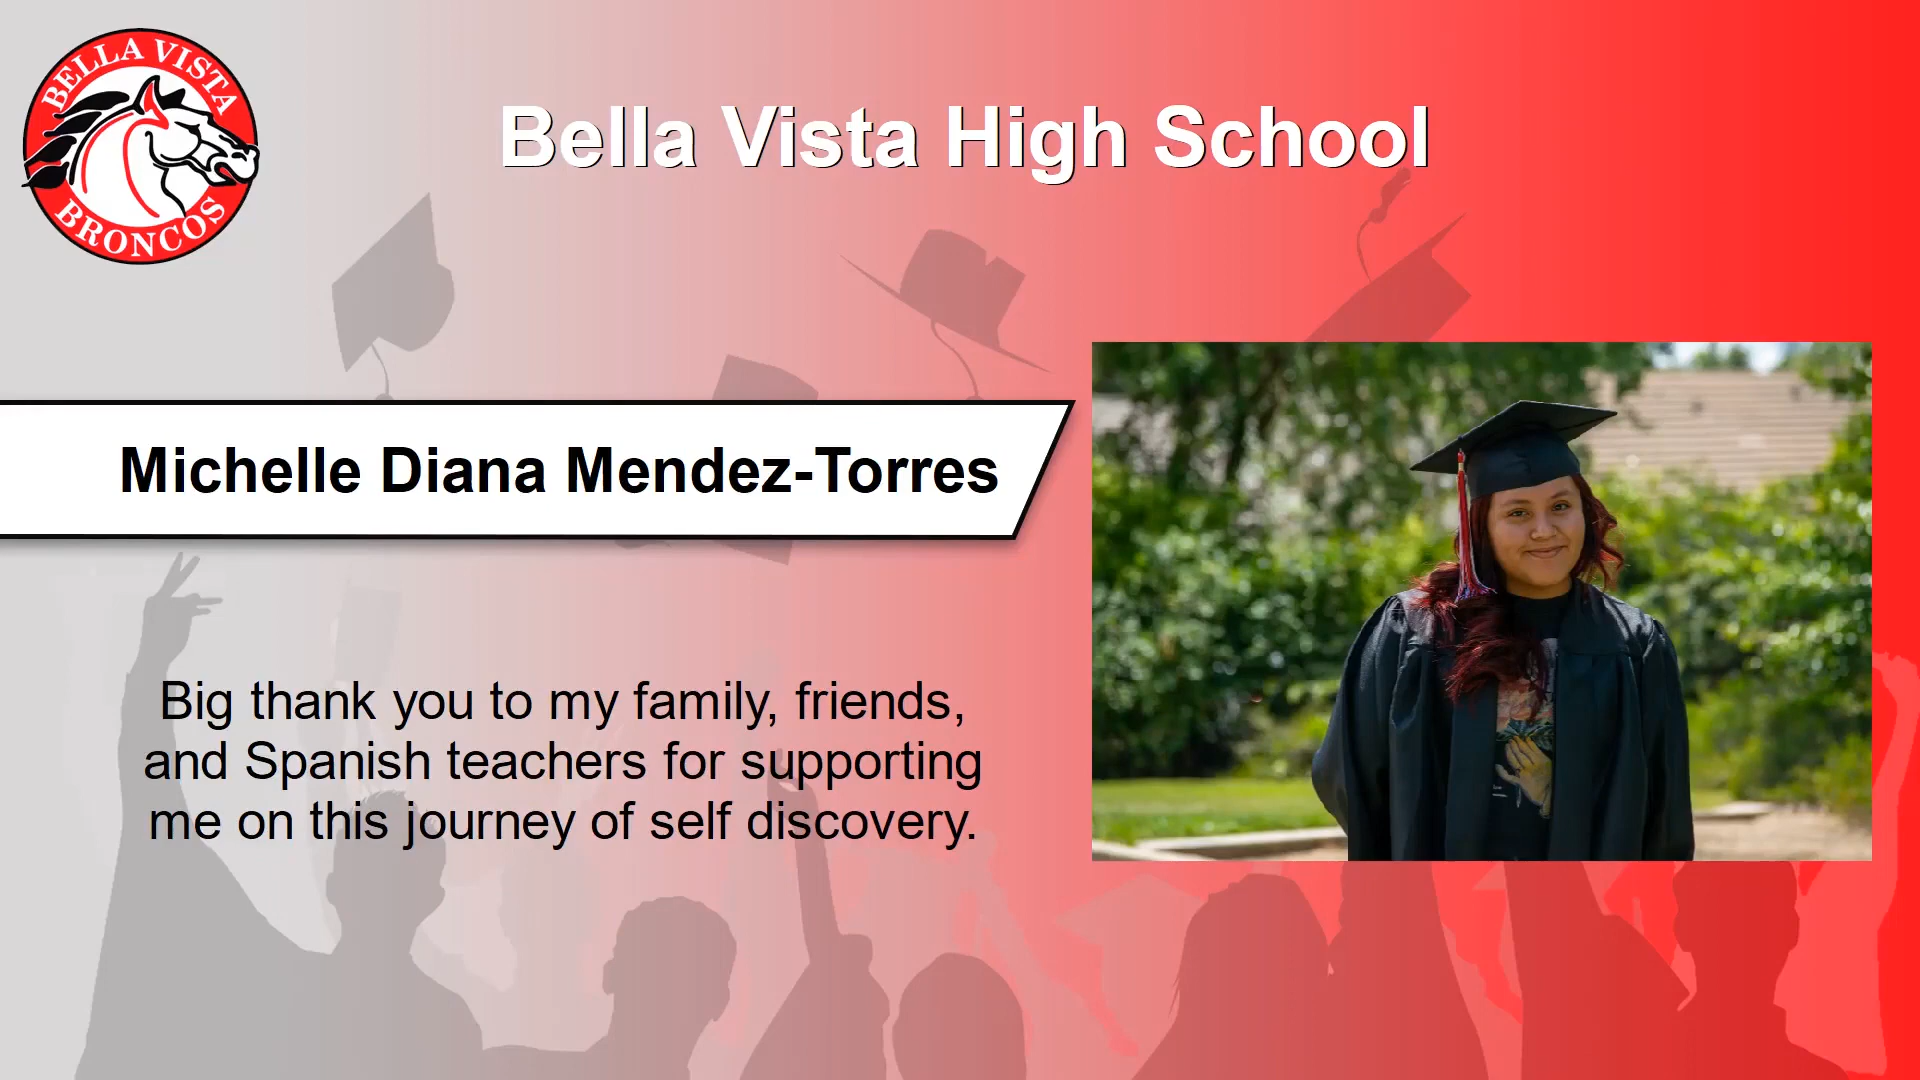 BELLA VISTA
BRONCOS
Bella Vista High School
Michelle Diana Mendez-Torres
Big thank you to my family, friends,
and Spanish teachers for supporting
me on this journey of self discovery.